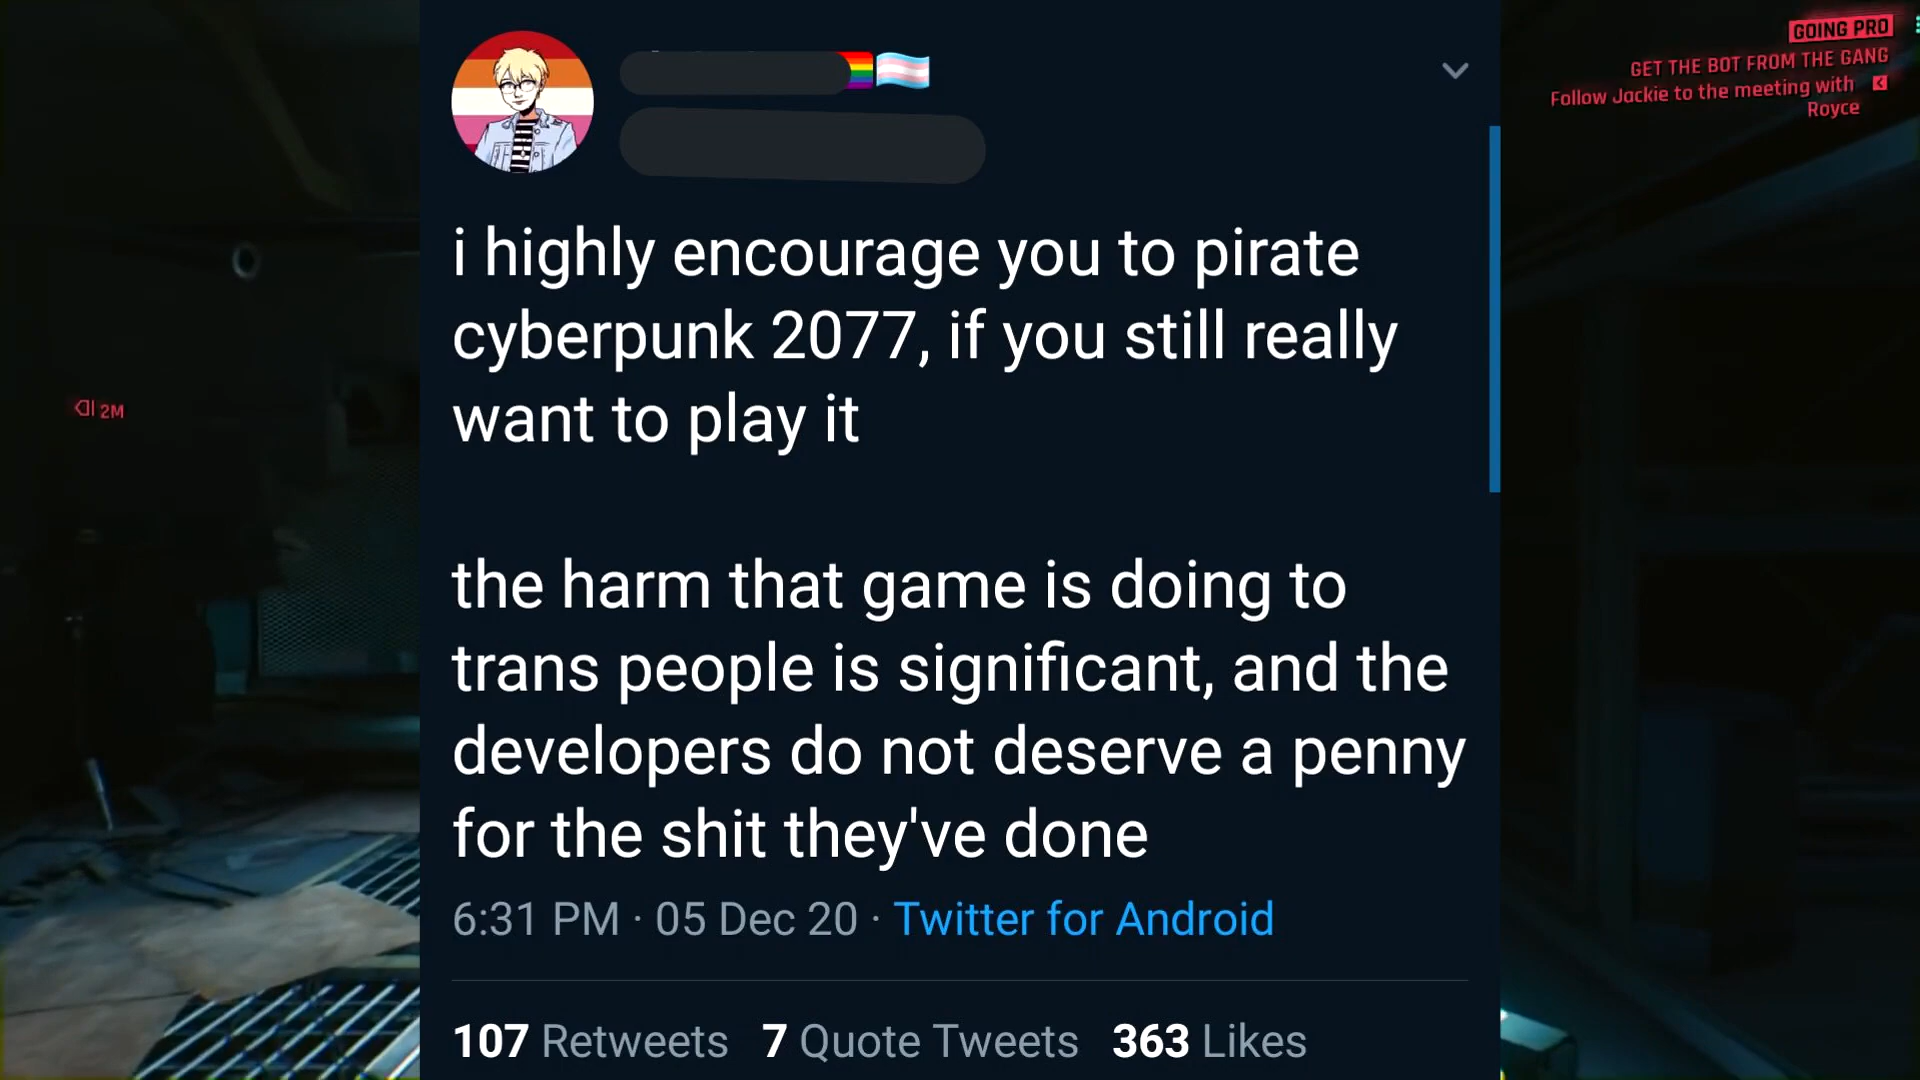 GOING PRO
GET THE BOT FROM THE GANG
Follow Jackie to the meeting with
Royce
2M
i highly encourage you to pirate
cyberpunk 2077, if you still really
want to play it
the harm that game is doing to
trans people is significant, and the
developers do not deserve a penny
for the shit they've done
6:31 PM · 05 Dec 20 · Twitter for Android
107 Retweets 7 Quote Tweets 363 Likes